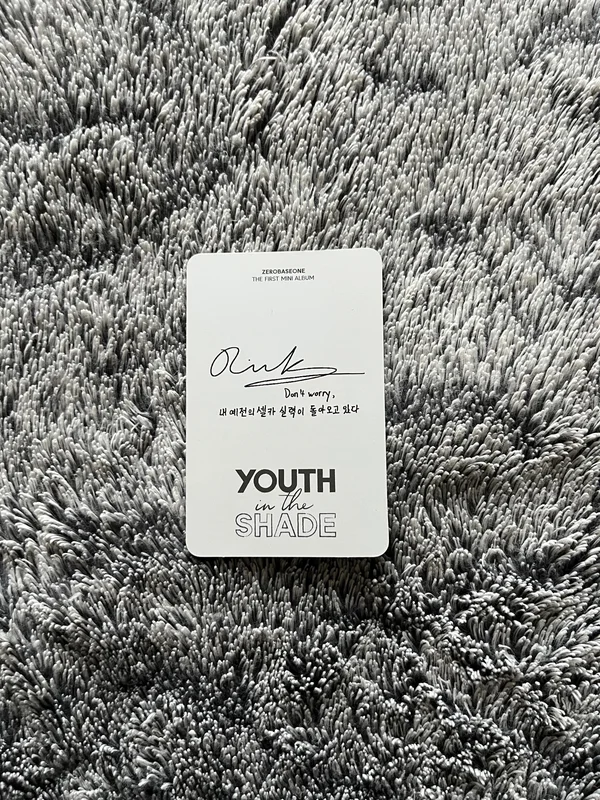 ZEROBASEONE
THE FIRST MINI ALBUM
Ricky
Don't worry,
내 예전의 셀카 실력이 돌아오고 있다
YOUTH
in the
SHADE